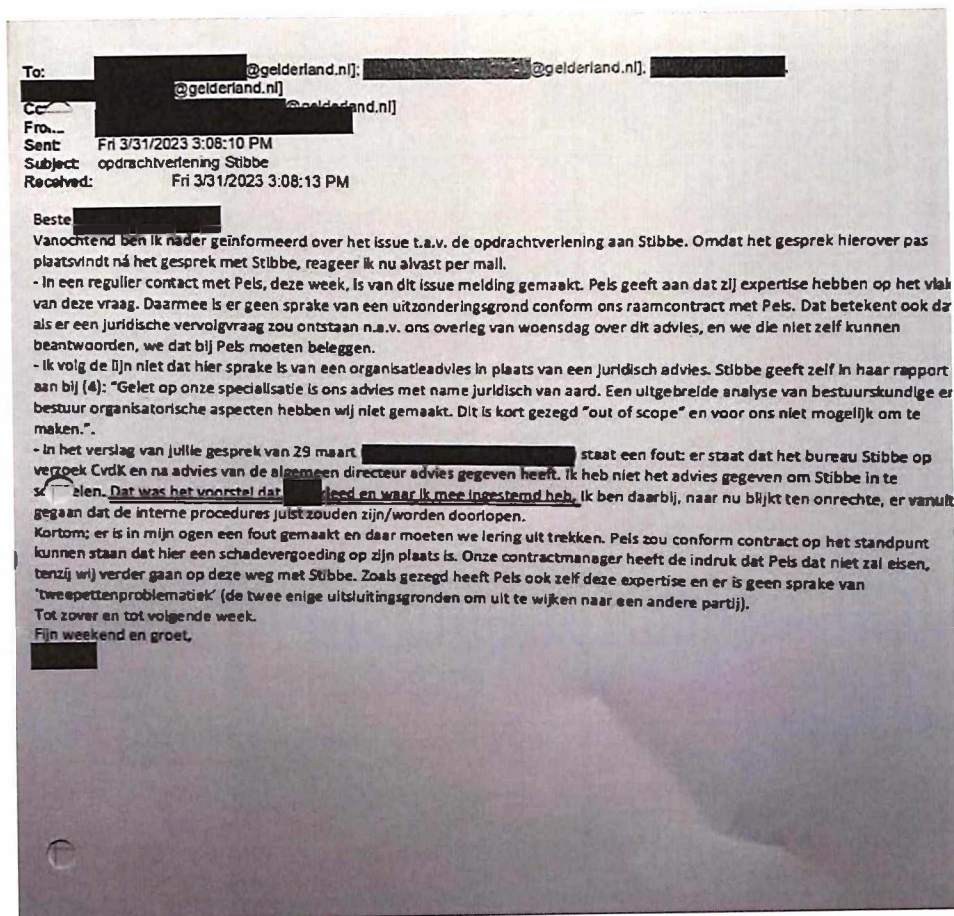 To: @gelderland.nl]; @gelderland.nl];
@gelderland.nl]
Cc @gelderland.nl]
From
Sent: Fri 3/31/2023 3:08:10 PM
Subject: opdrachtverlening Stibbe
Received: Fri 3/31/2023 3:08:13 PM
Beste
Vanochtend ben ik nader geïnformeerd over het issue t.a.v. de opdrachtverlening aan Stibbe. Omdat het gesprek hierover pas
plaatsvindt ná het gesprek met Stibbe, reageer ik nu alvast per mail.
- In een regulier contact met Pels, deze week, is van dit issue melding gemaakt. Pels geeft aan dat zij expertise hebben op het vlak
van deze vraag. Daarmee is er geen sprake van een uitzonderingsgrond conform ons raamcontract met Pels. Dat betekent ook dat
als er een juridische vervolgvraag zou ontstaan n.a.v. ons overleg van woensdag over dit advies, en we die niet zelf kunnen
beantwoorden, we dat bij Pels moeten beleggen.
- Ik volg de lijn niet dat hier sprake is van een organisatieadvies in plaats van een juridisch advies. Stibbe geeft zelf in haar rapport
aan bij (4): "Gelet op onze specialisatie is ons advies met name juridisch van aard. Een uitgebreide analyse van bestuurskundige en
bestuur organisatorische aspecten hebben wij niet gemaakt. Dit is kort gezegd "out of scope" en voor ons niet mogelijk om te
maken.".
- In het verslag van jullie gesprek van 29 maart staat een fout: er staat dat het bureau Stibbe op
verzoek CvdK en na advies van de algemeen directeur advies gegeven heeft. Ik heb niet het advies gegeven om Stibbe in te
elen. Dat was het voorstel dat deed en waar ik mee ingestemd heb. Ik ben daarbij, naar nu blijkt ten onrechte, er vanuit
gegaan dat de interne procedures juist zouden zijn/worden doorlopen.
Kortom; er is in mijn ogen een fout gemaakt en daar moeten we lering uit trekken. Pels zou conform contract op het standpunt
kunnen staan dat hier een schadevergoeding op zijn plaats is. Onze contractmanager heeft de indruk dat Pels dat niet zal eisen,
tenzij wij verder gaan op deze weg met Stibbe. Zoals gezegd heeft Pels ook zelf deze expertise en er is geen sprake van
'tweepettenproblematiek' (de twee enige uitsluitingsgronden om uit te wijken naar een andere partij).
Tot zover en tot volgende week.
Fijn weekend en groet,